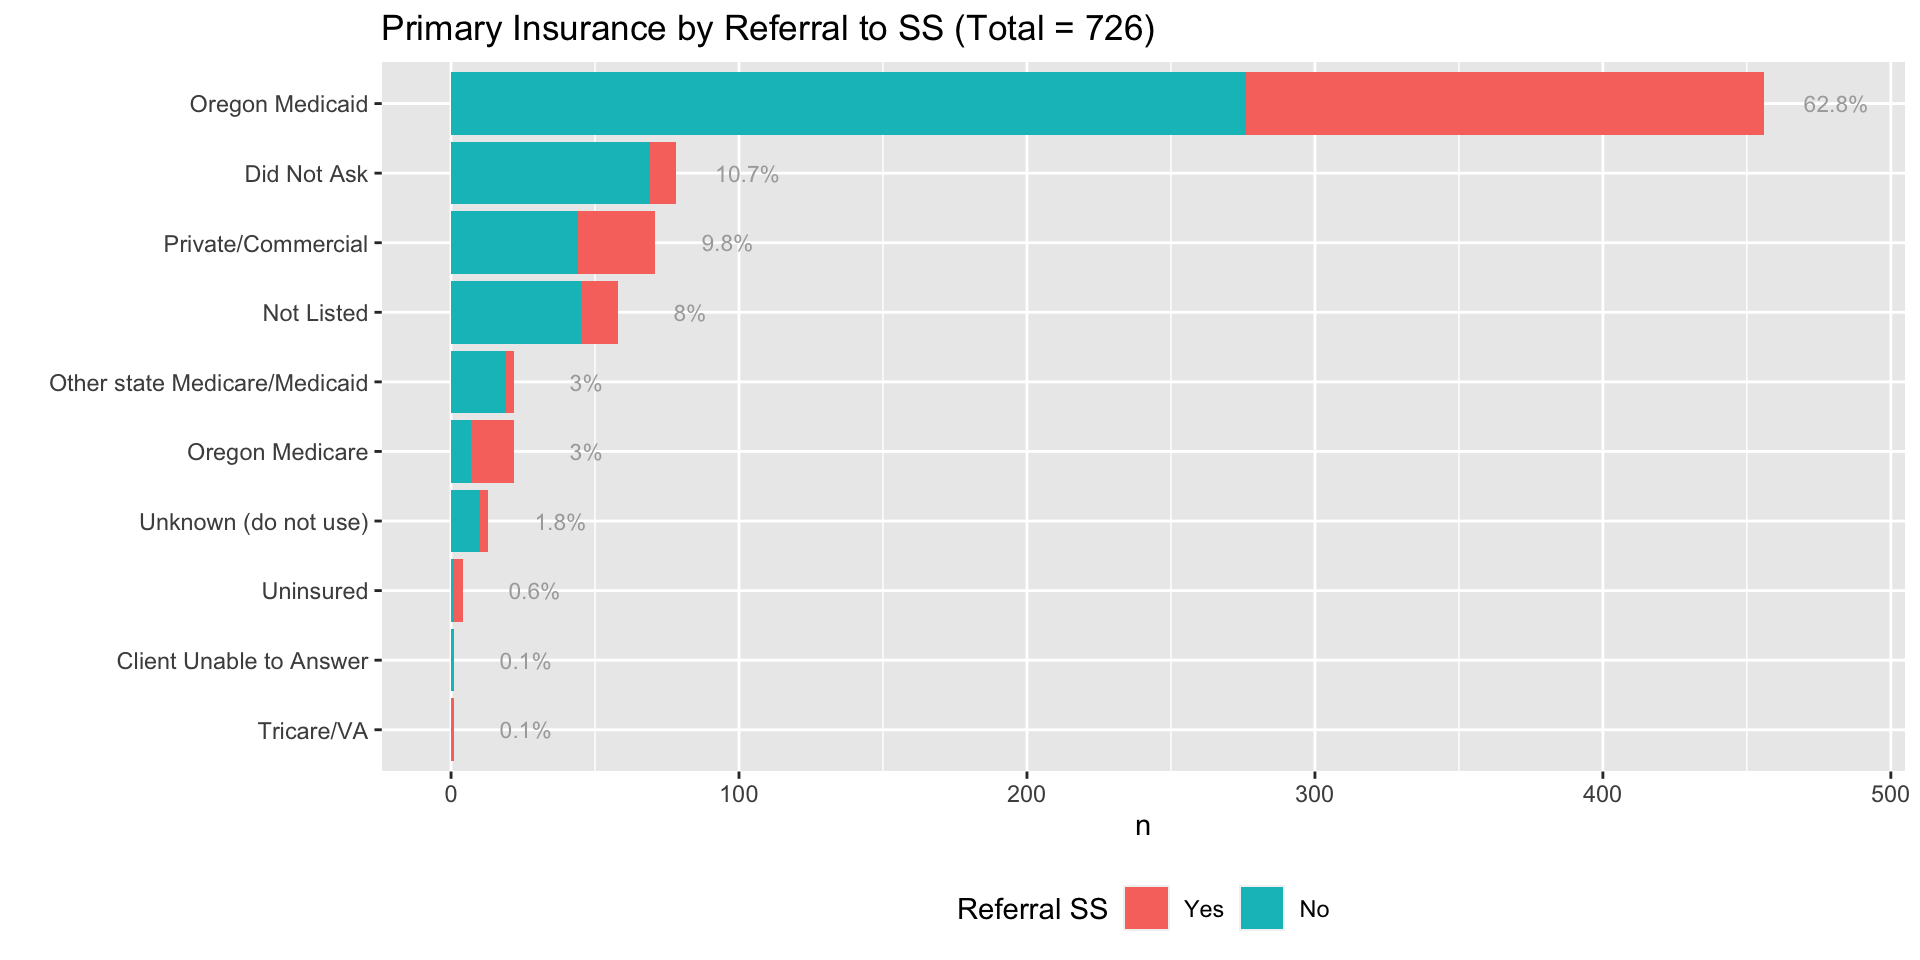 Primary Insurance by Referral to SS (Total = 726)
Oregon Medicaid 62.8%
Did Not Ask 10.7%
Private/Commercial 9.8%
Not Listed 8%
Other state Medicare/Medicaid 3%
Oregon Medicare 3%
Unknown (do not use) 1.8%
Uninsured 0.6%
Client Unable to Answer 0.1%
Tricare/VA 0.1%
0 100 200 300 400 500
n
Referral SS Yes No